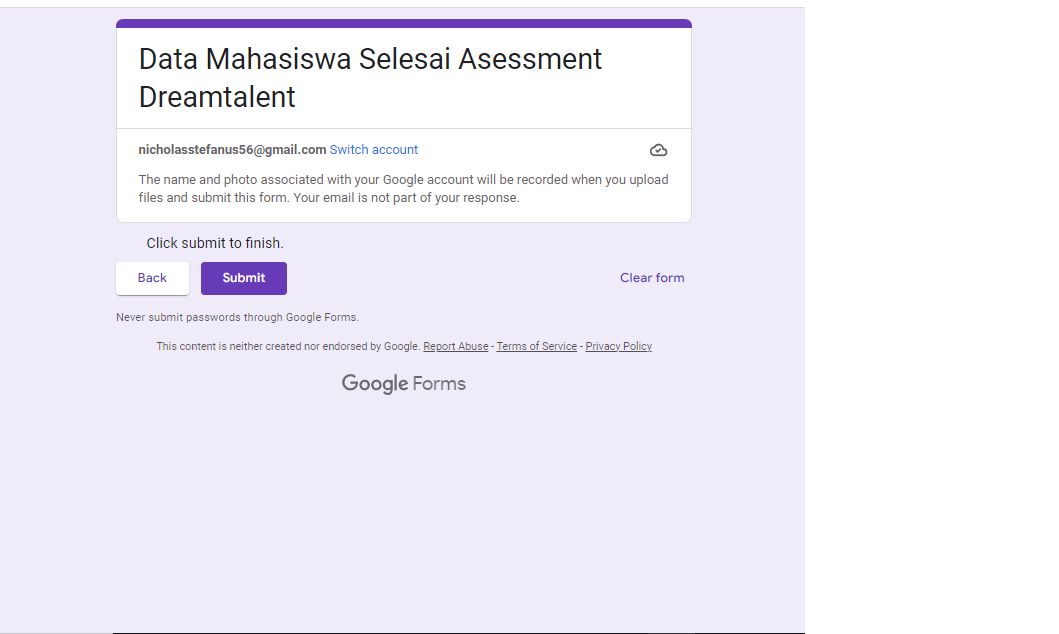 Data Mahasiswa Selesai Asessment
Dreamtalent
nicholasstefanus56@gmail.com Switch account
The name and photo associated with your Google account will be recorded when you upload
files and submit this form. Your email is not part of your response.
Click submit to finish.
Back Submit Clear form
Never submit passwords through Google Forms.
This content is neither created nor endorsed by Google. Report Abuse - Terms of Service - Privacy Policy
Google Forms